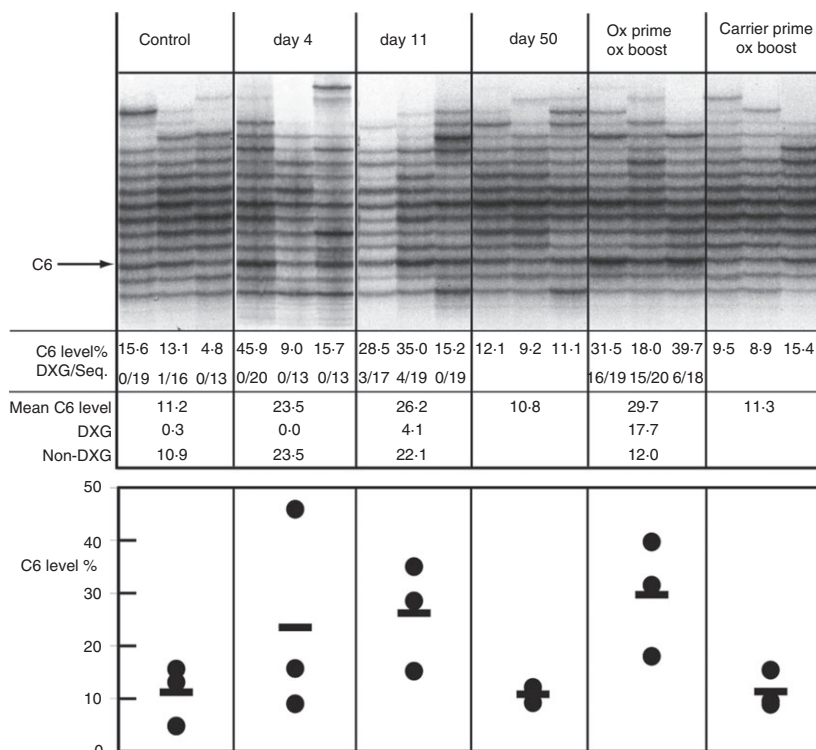 Control day 4 day 11 day 50 Ox prime ox boost Carrier prime ox boost
C6
C6 level% 15·6 13·1 4·8 45·9 9·0 15·7 28·5 35·0 15·2 12·1 9·2 11·1 31·5 18·0 39·7 9·5 8·9 15·4
DXG/Seq. 0/19 1/16 0/13 0/20 0/13 0/13 3/17 4/19 0/19 16/19 15/20 6/18
Mean C6 level 11·2 23·5 26·2 10·8 29·7 11·3
DXG 0·3 0·0 4·1 17·7
Non-DXG 10·9 23·5 22·1 12·0
50
40
C6 level %
30
20
10
0